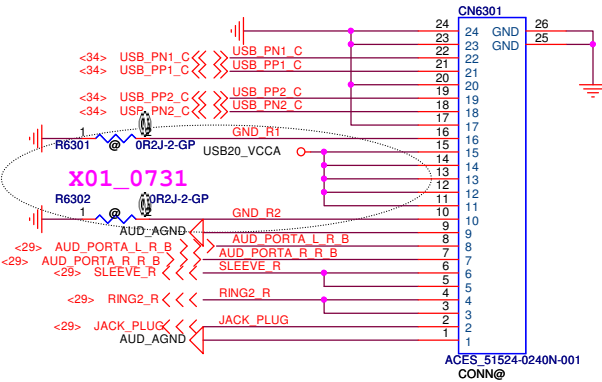 CN6301
24 24 GND 26
23 23 GND 25
<34> USB_PN1_C USB_PN1_C 22 22
<34> USB_PP1_C USB_PP1_C 21 21
20 20
<34> USB_PP2_C USB_PP2_C 19 19
<34> USB_PN2_C USB_PN2_C 18 18
17 17
1 GND_R1 16 16
R6301 @ 0R2J-2-GP
USB20_VCCA 15 15
14 14
X01_0731 13 13
12 12
R6302 0R2J-2-GP 11 11
1 @ GND_R2 10 10
AUD_AGND 9 9
<29> AUD_PORTA_L_R_B AUD_PORTA_L_R_B 8 8
<29> AUD_PORTA_R_R_B AUD_PORTA_R_R_B 7 7
<29> SLEEVE_R SLEEVE_R 6 6
5 5
<29> RING2_R RING2_R 4 4
3 3
<29> JACK_PLUG JACK_PLUG 2 2
AUD_AGND 1 1
ACES_51524-0240N-001
CONN@